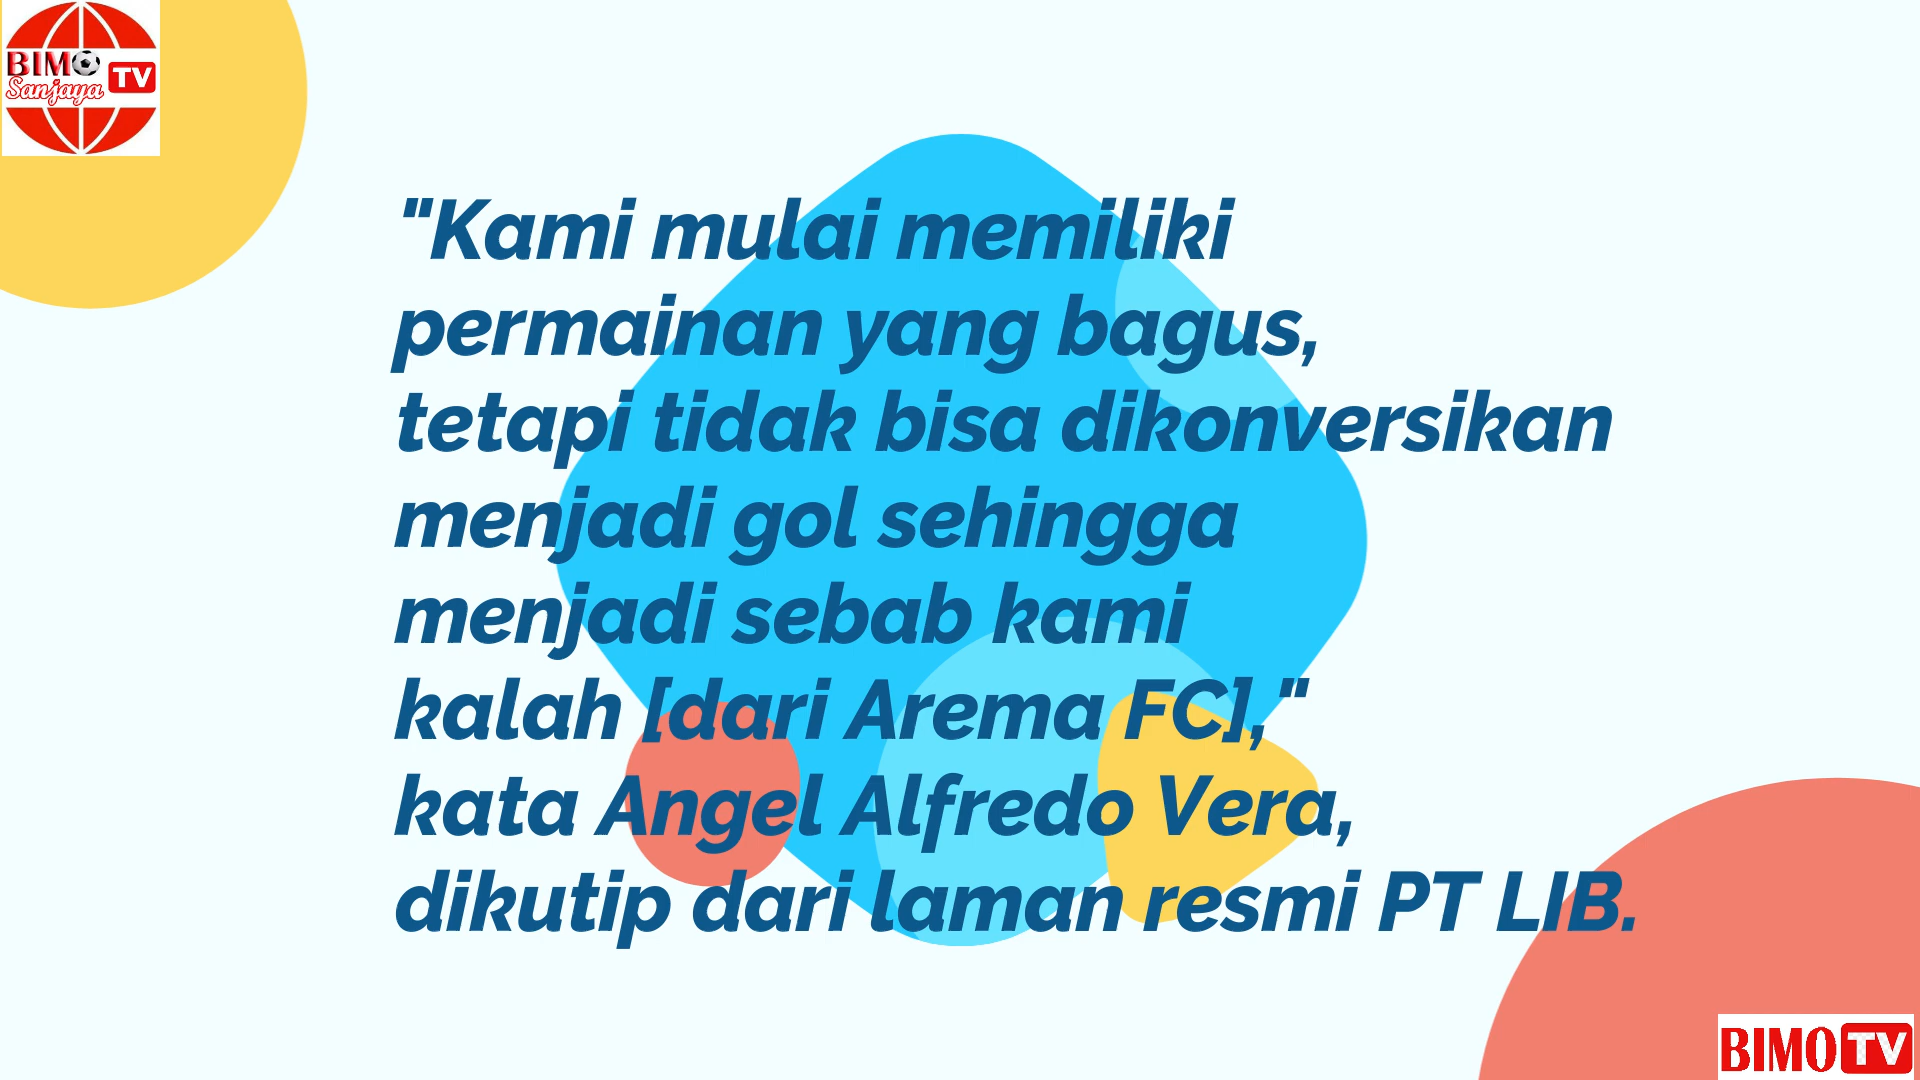 BIMO
Sanjaya
TV
"Kami mulai memiliki
permainan yang bagus,
tetapi tidak bisa dikonversikan
menjadi gol sehingga
menjadi sebab kami
kalah [dari Arema FC],"
kata Angel Alfredo Vera,
dikutip dari laman resmi PT LIB.
BIMO TV